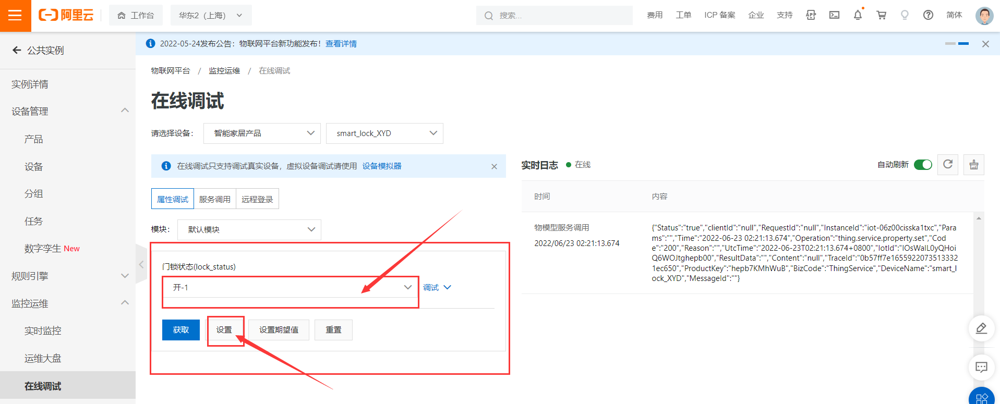 阿里云
工作台
华东2（上海）
搜索...
费用
工单
ICP 备案
企业
支持
简体
公共实例
2022-05-24发布公告：物联网平台新功能发布！查看详情
物联网平台 / 监控运维 / 在线调试
实例详情
设备管理
产品
设备
分组
任务
数字孪生 New
规则引擎
监控运维
实时监控
运维大盘
在线调试
在线调试
请选择设备：
智能家居产品
smart_lock_XYD
在线调试只支持调试真实设备，虚拟设备调试请使用 设备模拟器
属性调试
服务调用
远程登录
模块：
默认模块
门锁状态(lock_status)
开-1
调试
获取
设置
设置期望值
重置
实时日志
在线
自动刷新
时间
内容
物模型服务调用
2022/06/23 02:21:13.674
{"Status":"true","clientId":"null","RequestId":"null","InstanceId":"iot-06z00cisska1txc","Para
ms":"","Time":"2022-06-23 02:21:13.674","Operation":"thing.service.property.set","Cod
e":"200","Reason":"","UtcTime":"2022-06-23T02:21:13.674+0800","IotId":"IOsWalL0yQHoi
Q6WOJtghepb00","ResultData":"","Content":"null","TraceId":"0b57ff7e1655922073513332
1ec650","ProductKey":"hepb7KMhWuB","BizCode":"ThingService","DeviceName":"smart_l
ock_XYD","MessageId":""}